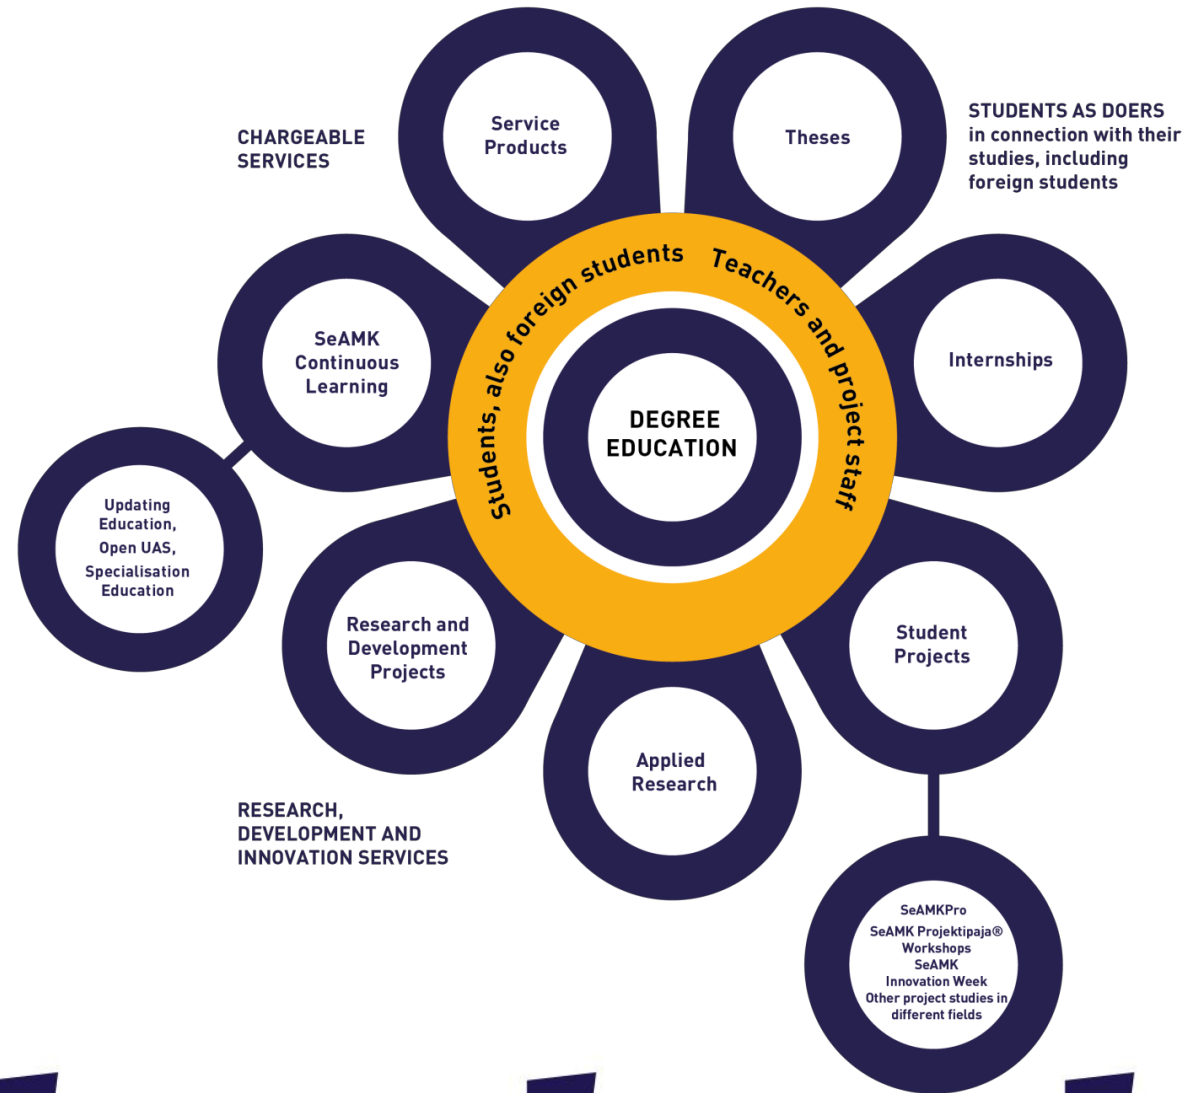 CHARGEABLE
SERVICES
Service
Products
Theses
STUDENTS AS DOERS
in connection with their
studies, including
foreign students
SeAMK
Continuous
Learning
Students, also foreign students
Teachers and project staff
Internships
DEGREE
EDUCATION
Updating
Education,
Open UAS,
Specialisation
Education
Research and
Development
Projects
Student
Projects
Applied
Research
RESEARCH,
DEVELOPMENT AND
INNOVATION SERVICES
SeAMKPro
SeAMK Projektipaja®
Workshops
SeAMK
Innovation Week
Other project studies in
different fields